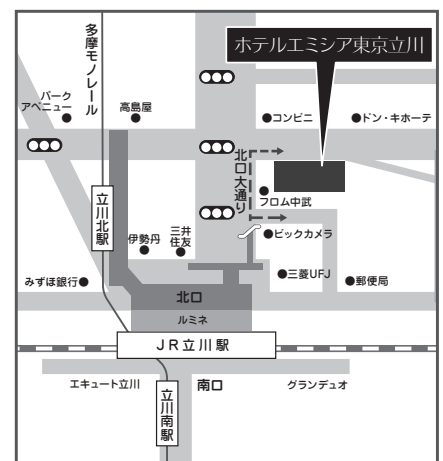 ホテルエミシア東京立川
多摩モノレール
パーク
アベニュー
高島屋
コンビニ
ドン・キホーテ
北口大通り
フロム中武
立川北駅
伊勢丹
三井
住友
ビックカメラ
みずほ銀行
三菱UFJ
郵便局
北口
ルミネ
JR立川駅
エキュート立川
南口
グランデュオ
立川南駅